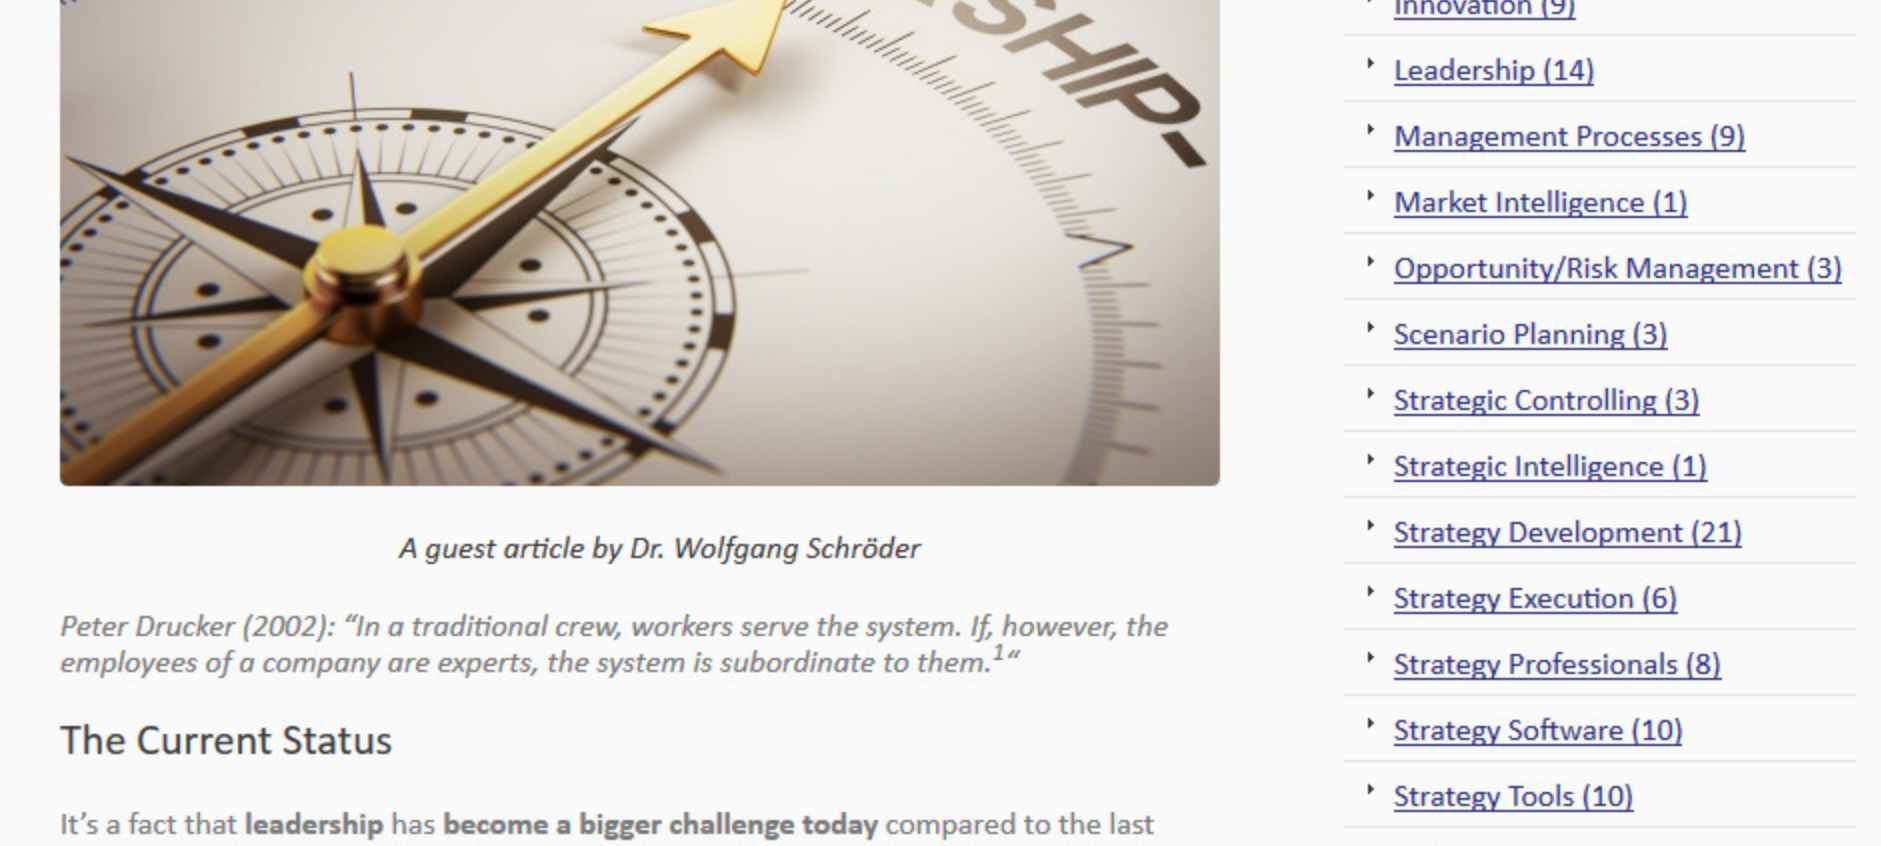 SHIP-
A guest article by Dr. Wolfgang Schröder
Peter Drucker (2002): “In a traditional crew, workers serve the system. If, however, the
employees of a company are experts, the system is subordinate to them.1“
The Current Status
It’s a fact that leadership has become a bigger challenge today compared to the last
Innovation (9)
Leadership (14)
Management Processes (9)
Market Intelligence (1)
Opportunity/Risk Management (3)
Scenario Planning (3)
Strategic Controlling (3)
Strategic Intelligence (1)
Strategy Development (21)
Strategy Execution (6)
Strategy Professionals (8)
Strategy Software (10)
Strategy Tools (10)